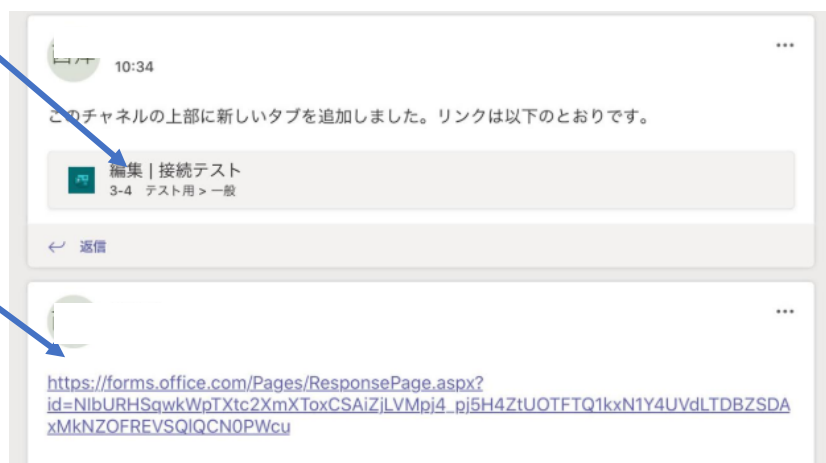 10:34
このチャネルの上部に新しいタブを追加しました。リンクは以下のとおりです。
編集 | 接続テスト
3-4 テスト用 > 一般
返信
https://forms.office.com/Pages/ResponsePage.aspx?
id=NIbURHSqwkWpTXtc2XmXToxCSAiZjLVMpj4_pj5H4ZtUOTFTQ1kxN1Y4UVdLTDBZSDA
xMkNZOFREVSQlQCN0PWcu